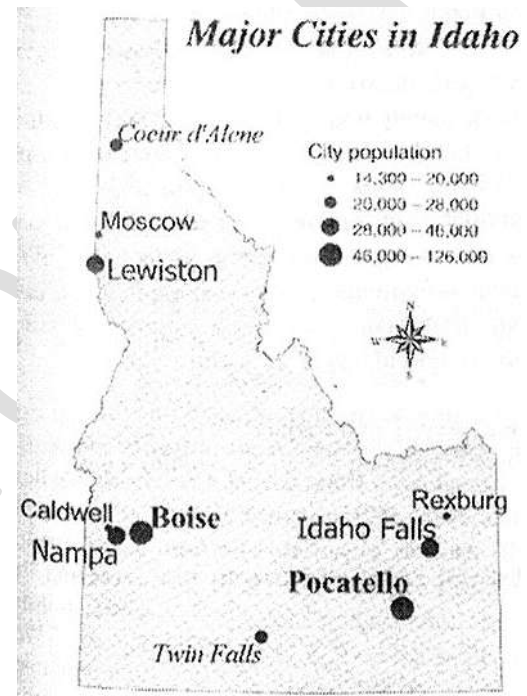 Major Cities in Idaho
Coeur d'Alene
City population
14,300 – 20,000
20,000 – 28,000
28,000 – 46,000
46,000 – 126,000
Moscow
Lewiston
N
W E
S
Caldwell
Boise
Nampa
Rexburg
Idaho Falls
Pocatello
Twin Falls